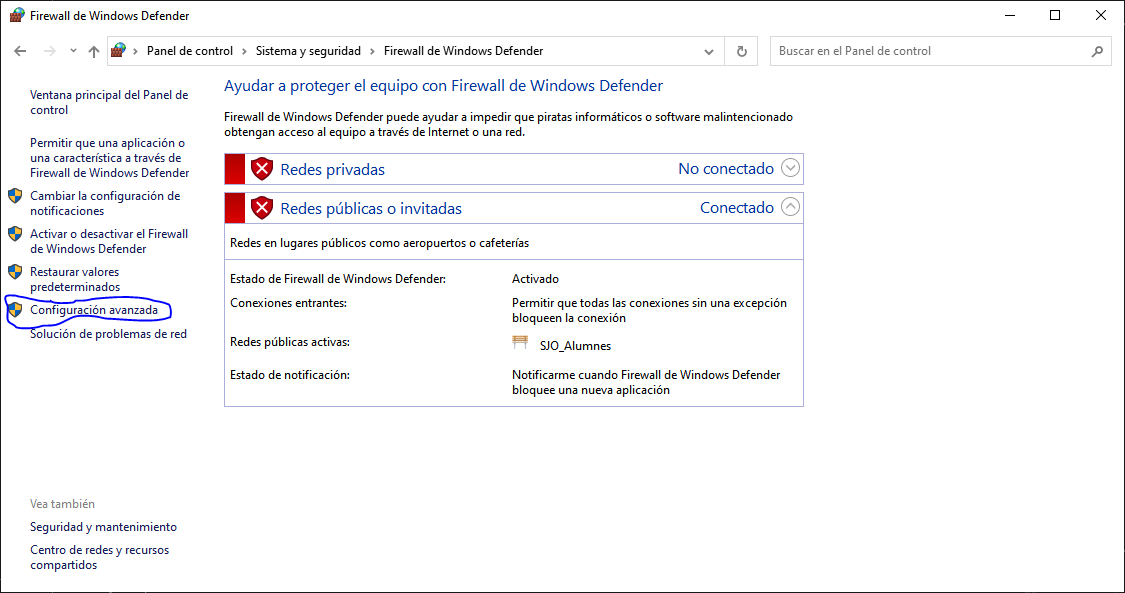 Firewall de Windows Defender
Panel de control > Sistema y seguridad > Firewall de Windows Defender
Buscar en el Panel de control
Ventana principal del Panel de
control
Permitir que una aplicación o
una característica a través de
Firewall de Windows Defender
Cambiar la configuración de
notificaciones
Activar o desactivar el Firewall
de Windows Defender
Restaurar valores
predeterminados
Configuración avanzada
Solución de problemas de red
Vea también
Seguridad y mantenimiento
Centro de redes y recursos
compartidos
Ayudar a proteger el equipo con Firewall de Windows Defender
Firewall de Windows Defender puede ayudar a impedir que piratas informáticos o software malintencionado
obtengan acceso al equipo a través de Internet o una red.
Redes privadas No conectado
Redes públicas o invitadas Conectado
Redes en lugares públicos como aeropuertos o cafeterías
Estado de Firewall de Windows Defender: Activado
Conexiones entrantes: Permitir que todas las conexiones sin una excepción
bloqueen la conexión
Redes públicas activas: SJO_Alumnes
Estado de notificación: Notificarme cuando Firewall de Windows Defender
bloquee una nueva aplicación